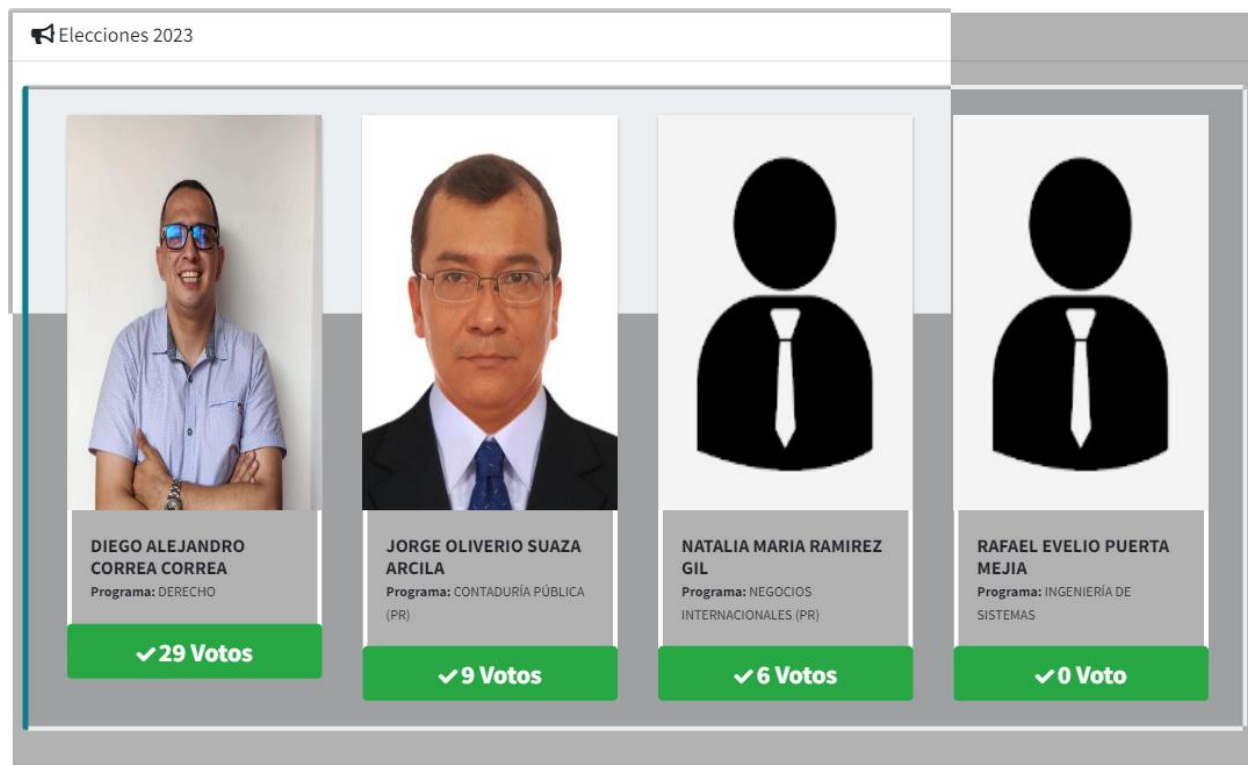 Elecciones 2023
DIEGO ALEJANDRO
CORREA CORREA
Programa: DERECHO
29 Votos
JORGE OLIVERIO SUAZA
ARCILA
Programa: CONTADURÍA PÚBLICA
(PR)
9 Votos
NATALIA MARIA RAMIREZ
GIL
Programa: NEGOCIOS
INTERNACIONALES (PR)
6 Votos
RAFAEL EVELIO PUERTA
MEJIA
Programa: INGENIERÍA DE
SISTEMAS
0 Voto